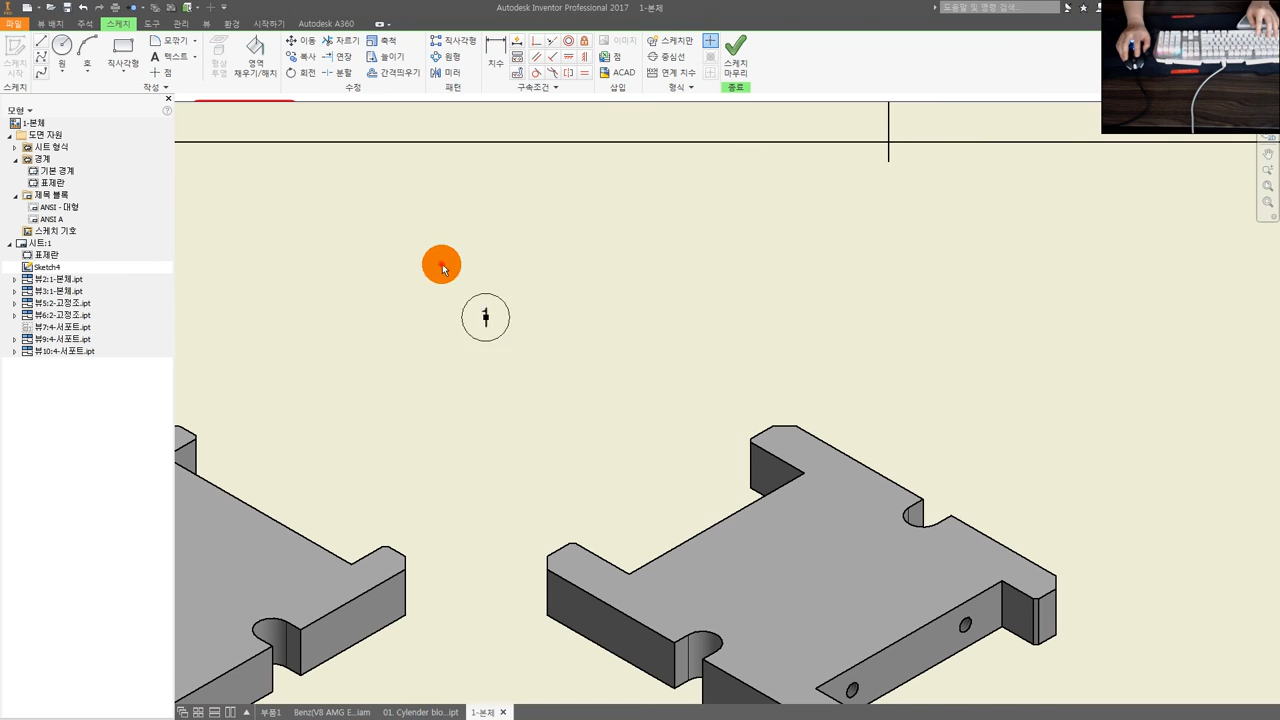 Autodesk Inventor Professional 2017 1-본체
도움말 및 명령 검색...
파일 뷰 배치 주석 스케치 도구 관리 뷰 환경 시작하기 Autodesk A360
스케치 시작
원 호 직사각형
모깎기 텍스트 점
형상 투영
영역 채우기/해치
이동 자르기 축척
복사 연장 늘이기
회전 분할 간격띄우기
직사각형
원형
미러
치수
이미지
점
ACAD
스케치만
중심선
연계 치수
스케치 마무리
스케치 작성 수정 패턴 구속조건 삽입 형식 종료
모형
1-본체
도면 자원
시트 형식
경계
기본 경계
표제란
제목 블록
ANSI - 대형
ANSI A
스케치 기호
시트:1
표제란
Sketch4
뷰2:1-본체.ipt
뷰3:1-본체.ipt
뷰5:2-고정조.ipt
뷰6:2-고정조.ipt
뷰7:4-서포트.ipt
뷰9:4-서포트.ipt
뷰10:4-서포트.ipt
1
부품1 Benz(V8 AMG E...iam 01. Cylender blo...ipt 1-본체